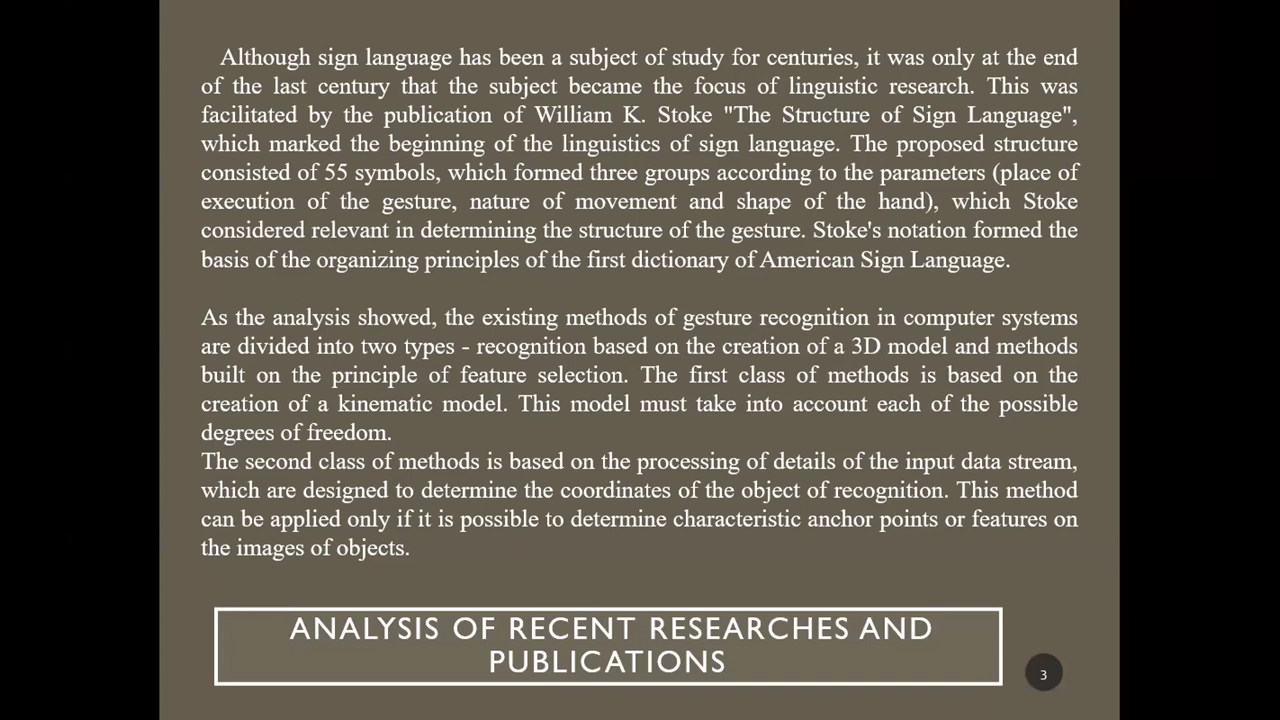 Although sign language has been a subject of study for centuries, it was only at the end
of the last century that the subject became the focus of linguistic research. This was
facilitated by the publication of William K. Stoke "The Structure of Sign Language",
which marked the beginning of the linguistics of sign language. The proposed structure
consisted of 55 symbols, which formed three groups according to the parameters (place of
execution of the gesture, nature of movement and shape of the hand), which Stoke
considered relevant in determining the structure of the gesture. Stoke's notation formed the
basis of the organizing principles of the first dictionary of American Sign Language.
As the analysis showed, the existing methods of gesture recognition in computer systems
are divided into two types - recognition based on the creation of a 3D model and methods
built on the principle of feature selection. The first class of methods is based on the
creation of a kinematic model. This model must take into account each of the possible
degrees of freedom.
The second class of methods is based on the processing of details of the input data stream,
which are designed to determine the coordinates of the object of recognition. This method
can be applied only if it is possible to determine characteristic anchor points or features on
the images of objects.
ANALYSIS OF RECENT RESEARCHES AND
PUBLICATIONS
3